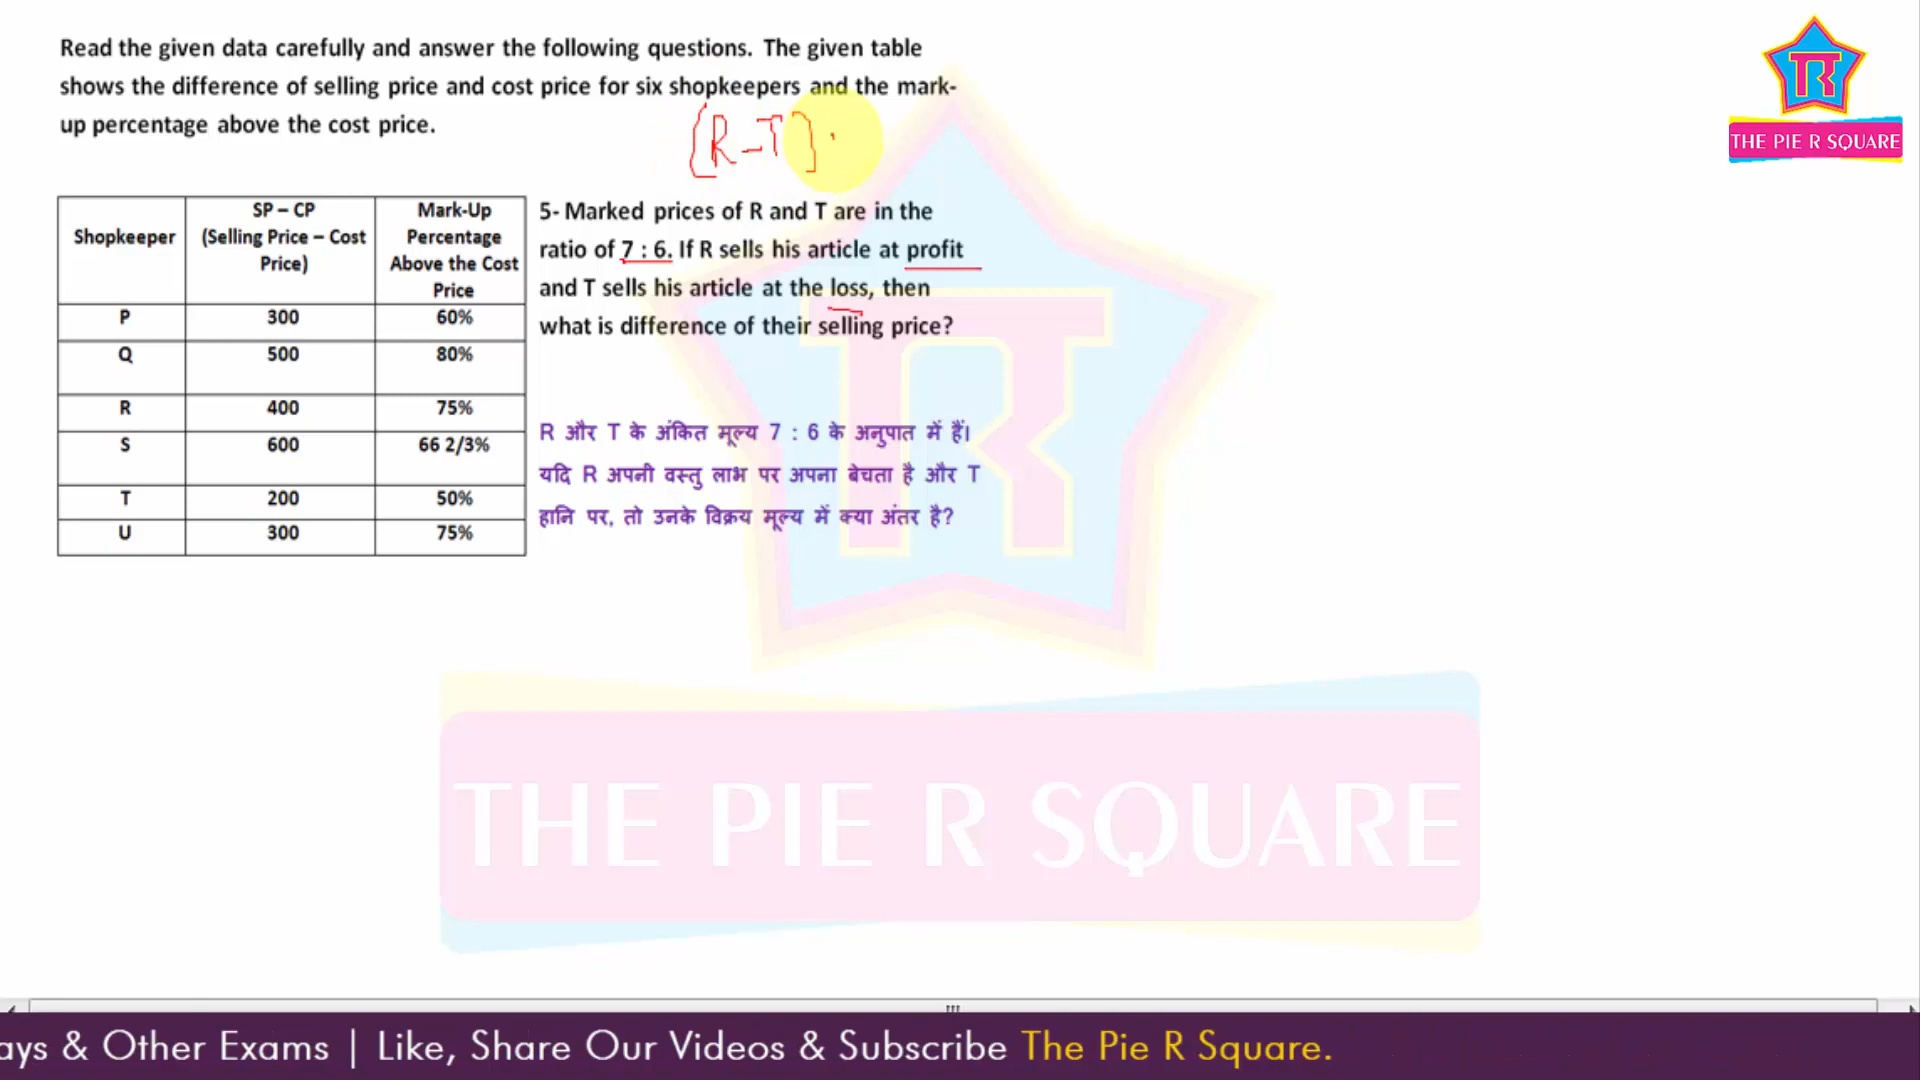 Read the given data carefully and answer the following questions. The given table
shows the difference of selling price and cost price for six shopkeepers and the mark-
up percentage above the cost price.
[R-T]
THE PIE R SQUARE
Shopkeeper SP – CP (Selling Price – Cost Price) Mark-Up Percentage Above the Cost Price
P 300 60%
Q 500 80%
R 400 75%
S 600 66 2/3%
T 200 50%
U 300 75%
5- Marked prices of R and T are in the
ratio of 7 : 6. If R sells his article at profit
and T sells his article at the loss, then
what is difference of their selling price?
R और T के अंकित मूल्य 7 : 6 के अनुपात में हैं।
यदि R अपनी वस्तु लाभ पर अपना बेचता है और T
हानि पर, तो उनके विक्रय मूल्य में क्या अंतर है?
THE PIE R SQUARE
ays & Other Exams | Like, Share Our Videos & Subscribe The Pie R Square.